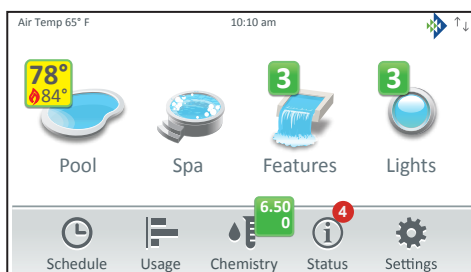 Air Temp 65° F 10:10 am
78°
84°
3
3
Pool Spa Features Lights
6.50
0
4
Schedule Usage Chemistry Status Settings